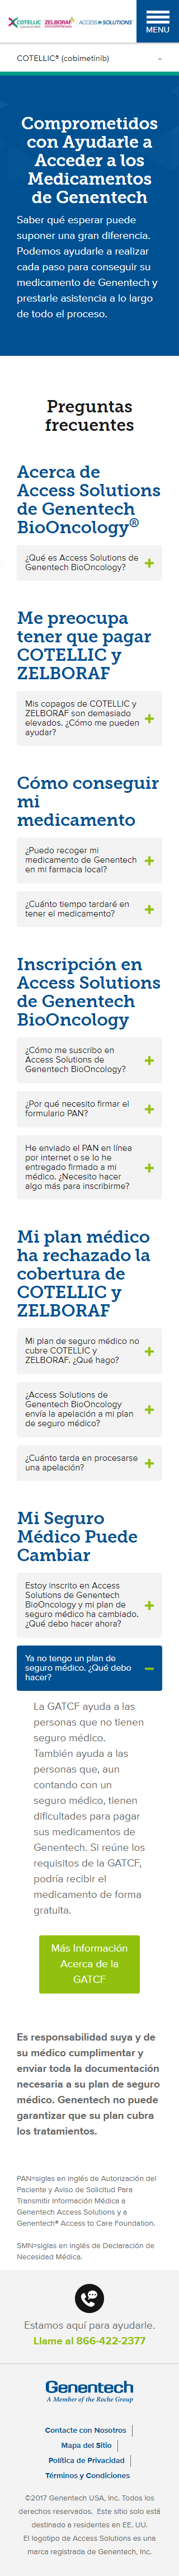 COTELLIC ZELBORAF ACCESS SOLUTIONS
MENU
COTELLIC® (cobimetinib)
Comprometidos
con Ayudarle a
Acceder a los
Medicamentos
de Genentech
Saber qué esperar puede
suponer una gran diferencia.
Podemos ayudarle a realizar
cada paso para conseguir su
medicamento de Genentech y
prestarle asistencia a lo largo
de todo el proceso.
Preguntas
frecuentes
Acerca de
Access Solutions
de Genentech
BioOncology®
¿Qué es Access Solutions de
Genentech BioOncology?
Me preocupa
tener que pagar
COTELLIC y
ZELBORAF
Mis copagos de COTELLIC y
ZELBORAF son demasiado
elevados. ¿Cómo me pueden
ayudar?
Cómo conseguir
mi
medicamento
¿Puedo recoger mi
medicamento de Genentech
en mi farmacia local?
¿Cuánto tiempo tardaré en
tener el medicamento?
Inscripción en
Access Solutions
de Genentech
BioOncology
¿Cómo me suscribo en
Access Solutions de
Genentech BioOncology?
¿Por qué necesito firmar el
formulario PAN?
He enviado el PAN en línea
por internet o se lo he
entregado firmado a mi
médico. ¿Necesito hacer
algo más para inscribirme?
Mi plan médico
ha rechazado la
cobertura de
COTELLIC y
ZELBORAF
Mi plan de seguro médico no
cubre COTELLIC y
ZELBORAF. ¿Qué hago?
¿Access Solutions de
Genentech BioOncology
envía la apelación a mi plan
de seguro médico?
¿Cuánto tarda en procesarse
una apelación?
Mi Seguro
Médico Puede
Cambiar
Estoy inscrito en Access
Solutions de Genentech
BioOncology y mi plan de
seguro médico ha cambiado.
¿Qué debo hacer ahora?
Ya no tengo un plan de
seguro médico. ¿Qué debo
hacer?
La GATCF ayuda a las
personas que no tienen
seguro médico.
También ayuda a las
personas que, aun
contando con un
seguro médico, tienen
dificultades para pagar
sus medicamentos de
Genentech. Si reúne los
requisitos de la GATCF,
podría recibir el
medicamento de forma
gratuita.
Más Información
Acerca de la
GATCF
Es responsabilidad suya y de
su médico cumplimentar y
enviar toda la documentación
necesaria a su plan de seguro
médico. Genentech no puede
garantizar que su plan cubra
los tratamientos.
PAN=siglas en inglés de Autorización del
Paciente y Aviso de Solicitud Para
Transmitir Información Médica a
Genentech Access Solutions y a
Genentech® Access to Care Foundation.
SMN=siglas en inglés de Declaración de
Necesidad Médica.
Estamos aquí para ayudarle.
Llame al 866-422-2377
Genentech
A Member of the Roche Group
Contacte con Nosotros
Mapa del Sitio
Política de Privacidad
Términos y Condiciones
©2017 Genentech USA, Inc. Todos los
derechos reservados. Este sitio solo está
destinado a residentes en EE. UU.
El logotipo de Access Solutions es una
marca registrada de Genentech, Inc.